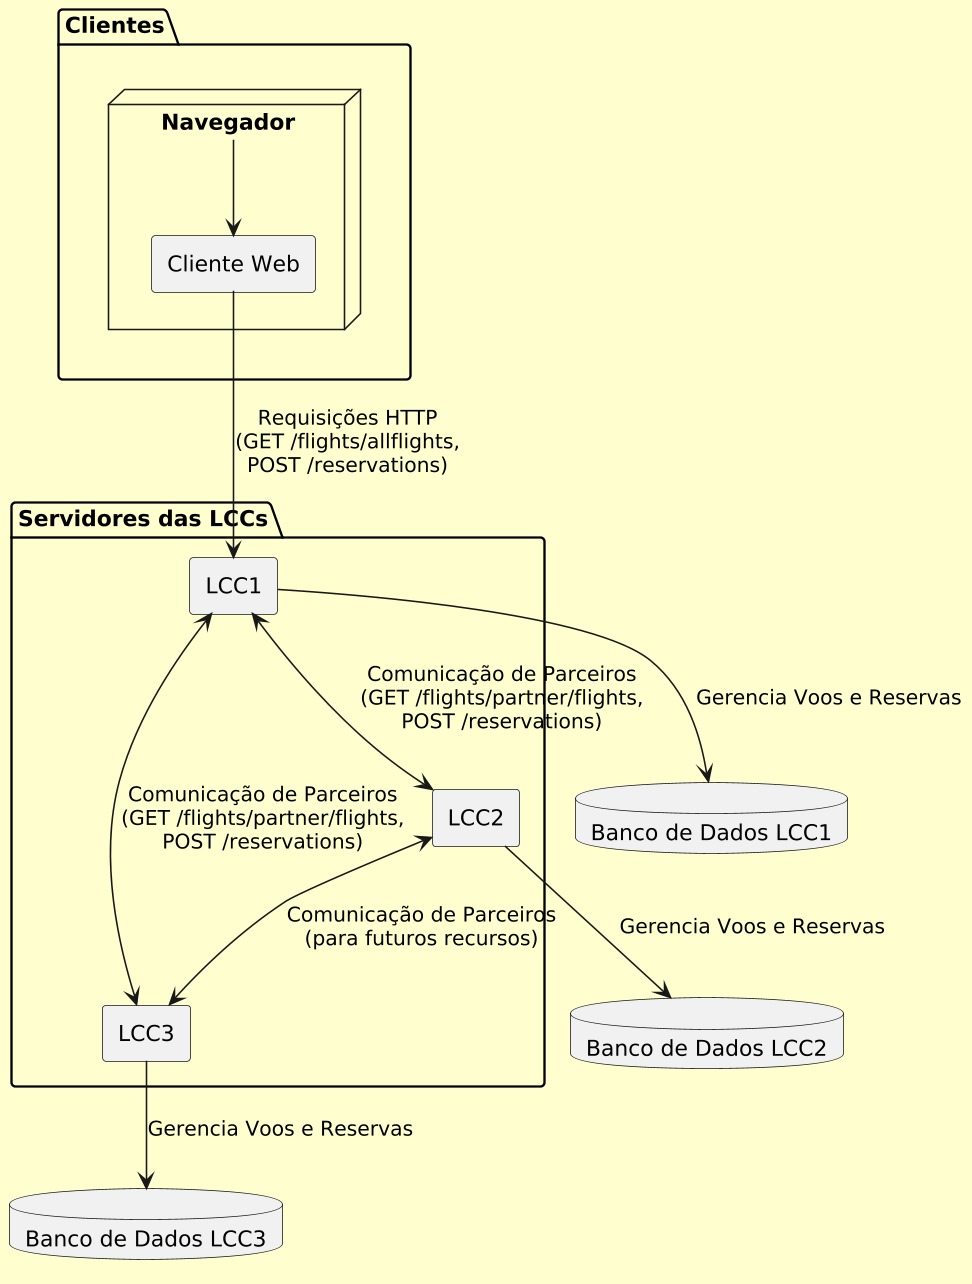 Clientes
Navegador
Cliente Web
Requisições HTTP
(GET /flights/allflights,
POST /reservations)
Servidores das LCCs
LCC1
Comunicação de Parceiros
(GET /flights/partner/flights,
POST /reservations)
Gerencia Voos e Reservas
Comunicação de Parceiros
(GET /flights/partner/flights,
POST /reservations)
LCC2
Banco de Dados LCC1
Comunicação de Parceiros
(para futuros recursos)
Gerencia Voos e Reservas
LCC3
Banco de Dados LCC2
Gerencia Voos e Reservas
Banco de Dados LCC3